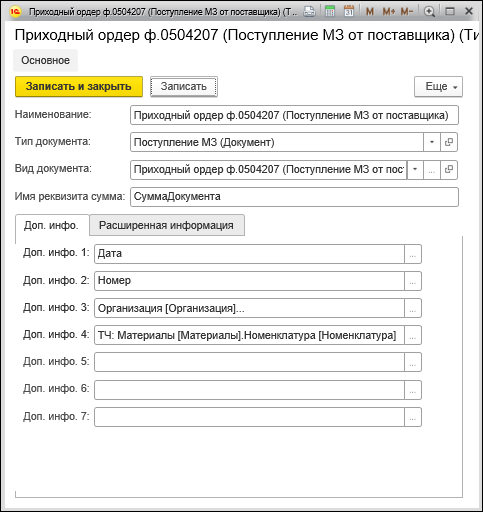 Приходный ордер ф.0504207 (Поступление МЗ от поставщика) (Т...
M M+ M-
Приходный ордер ф.0504207 (Поступление МЗ от поставщика) (Ти
Основное
Записать и закрыть Записать Еще
Наименование: Приходный ордер ф.0504207 (Поступление МЗ от поставщика)
Тип документа: Поступление МЗ (Документ)
Вид документа: Приходный ордер ф.0504207 (Поступление МЗ от пост ...
Имя реквизита сумма: СуммаДокумента
Доп. инфо. Расширенная информация
Доп. инфо. 1: Дата ...
Доп. инфо. 2: Номер ...
Доп. инфо. 3: Организация [Организация]... ...
Доп. инфо. 4: ТЧ: Материалы [Материалы].Номенклатура [Номенклатура] ...
Доп. инфо. 5: ...
Доп. инфо. 6: ...
Доп. инфо. 7: ...